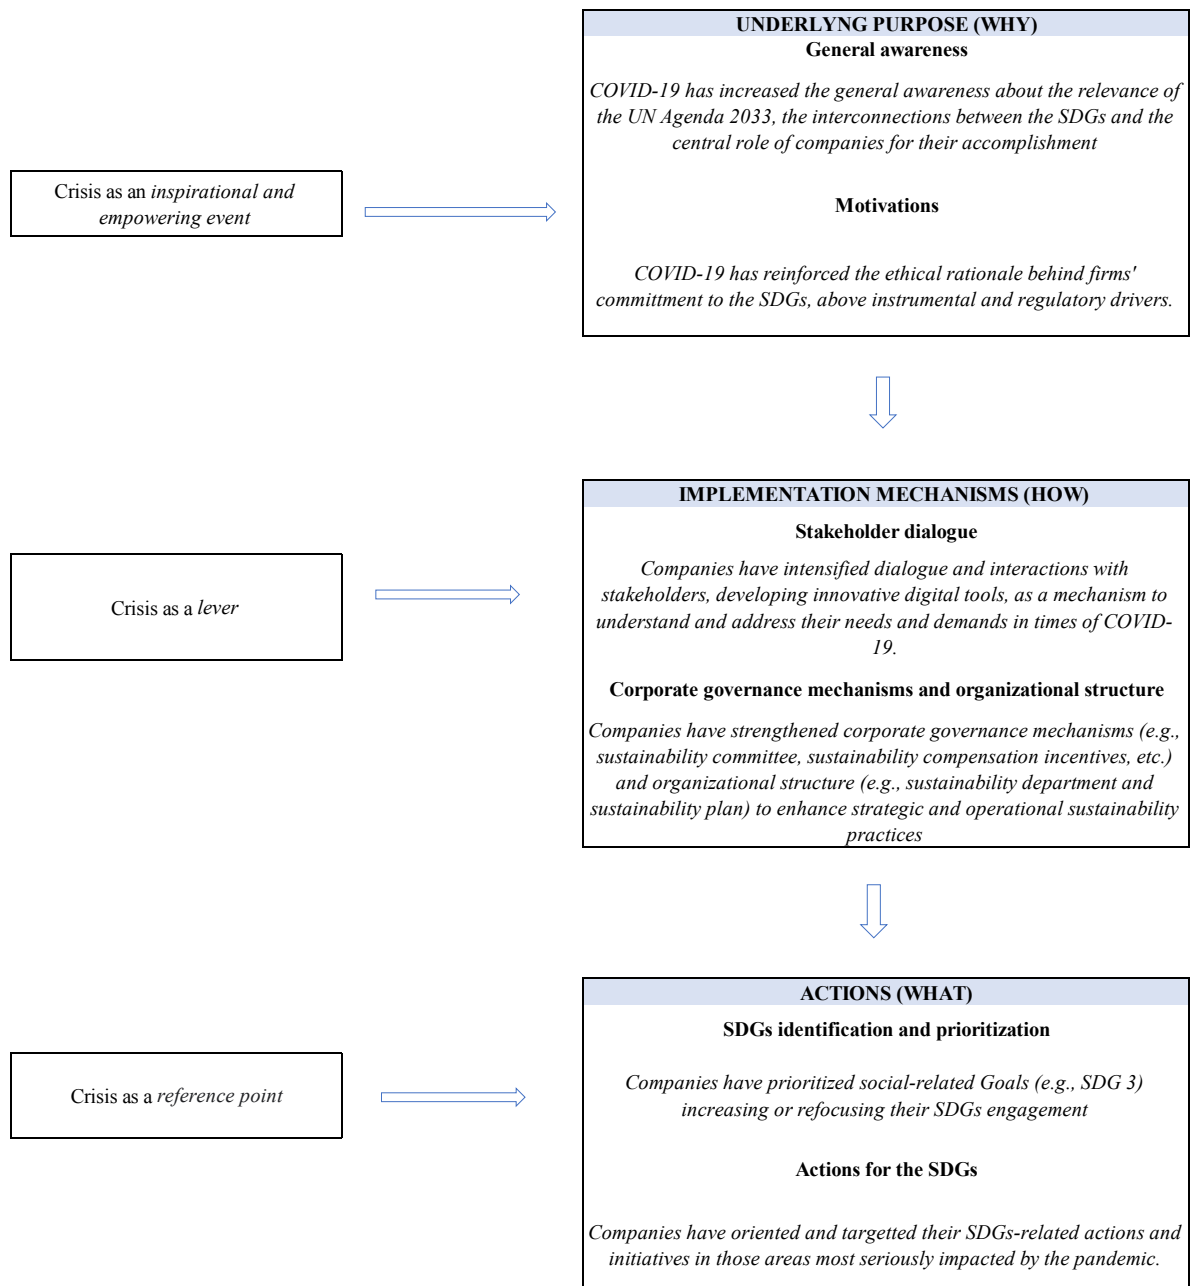 UNDERLYNG PURPOSE (WHY)
General awareness
COVID-19 has increased the general awareness about the relevance of
the UN Agenda 2033, the interconnections between the SDGs and the
central role of companies for their accomplishment
Crisis as an inspirational and
empowering event
Motivations
COVID-19 has reinforced the ethical rationale behind firms'
committment to the SDGs, above instrumental and regulatory drivers.
IMPLEMENTATION MECHANISMS (HOW)
Stakeholder dialogue
Companies have intensified dialogue and interactions with
stakeholders, developing innovative digital tools, as a mechanism to
understand and address their needs and demands in times of COVID-
19.
Crisis as a lever
Corporate governance mechanisms and organizational structure
Companies have strengthened corporate governance mechanisms (e.g.,
sustainability committee, sustainability compensation incentives, etc.)
and organizational structure (e.g., sustainability department and
sustainability plan) to enhance strategic and operational sustainability
practices
ACTIONS (WHAT)
SDGs identification and prioritization
Companies have prioritized social-related Goals (e.g., SDG 3)
increasing or refocusing their SDGs engagement
Crisis as a reference point
Actions for the SDGs
Companies have oriented and targetted their SDGs-related actions and
initiatives in those areas most seriously impacted by the pandemic.